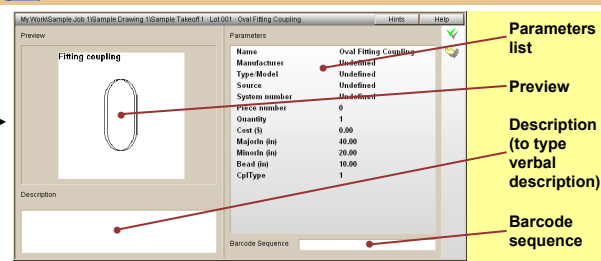 My Work\Sample Job 1\Sample Drawing 1\Sample Takeoff 1 - Lot 001 - Oval Fitting Coupling Hints Help
Preview
Fitting coupling
Description
Parameters
Name Oval Fitting Coupling
Manufacturer Undefined
Type/Model Undefined
Source Undefined
System number Undefined
Piece number 0
Quantity 1
Cost ($) 0.00
MajorIn (in) 40.00
MinorIn (in) 20.00
Bead (in) 10.00
CplType 1
Barcode Sequence
Parameters
list
Preview
Description
(to type
verbal
description)
Barcode
sequence